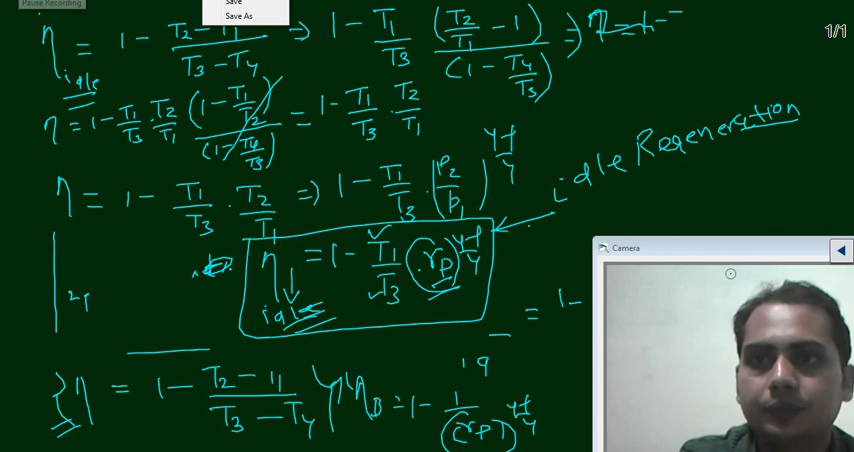 Pause Recording
Save
Save As
1/1
η idle = 1 - (T2 - T1)/(T3 - T4) ⇒ 1 - T1/T3 (T2/T1 - 1)/(1 - T4/T3) ⇒
η = 1 - T1/T3 · T2/T1 (1 - T1/T2)/(1 - T4/T3) = 1 - T1/T3 · T2/T1
η = 1 - T1/T3 · T2/T1 ⇒ 1 - T1/T3 · (P2/P1)^((γ-1)/γ)
idle Regeneration
η idle = 1 - T1/T3 (rp)^((γ-1)/γ)
= 1 -
η = 1 - (T2 - T1)/(T3 - T4)
ηB = 1 - 1/(rp)^((γ-1)/γ)
Camera